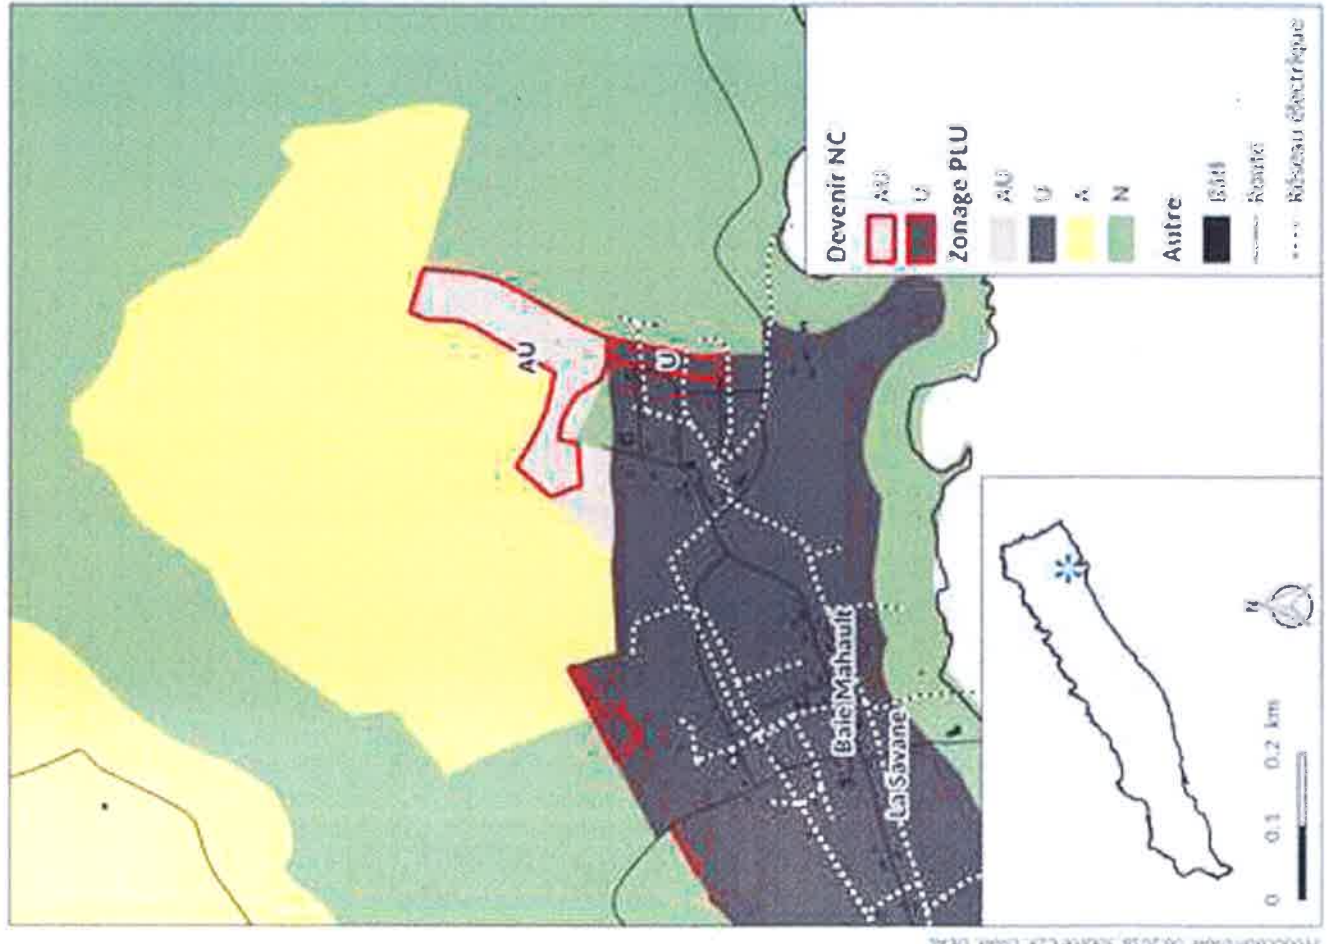 AU
U
Baie Mahault
La Savane
Devenir NC
AU
U
Zonage PLU
AU
U
A
N
Autre
Bâti
Route
Réseau électrique
N
0 0.1 0.2 km